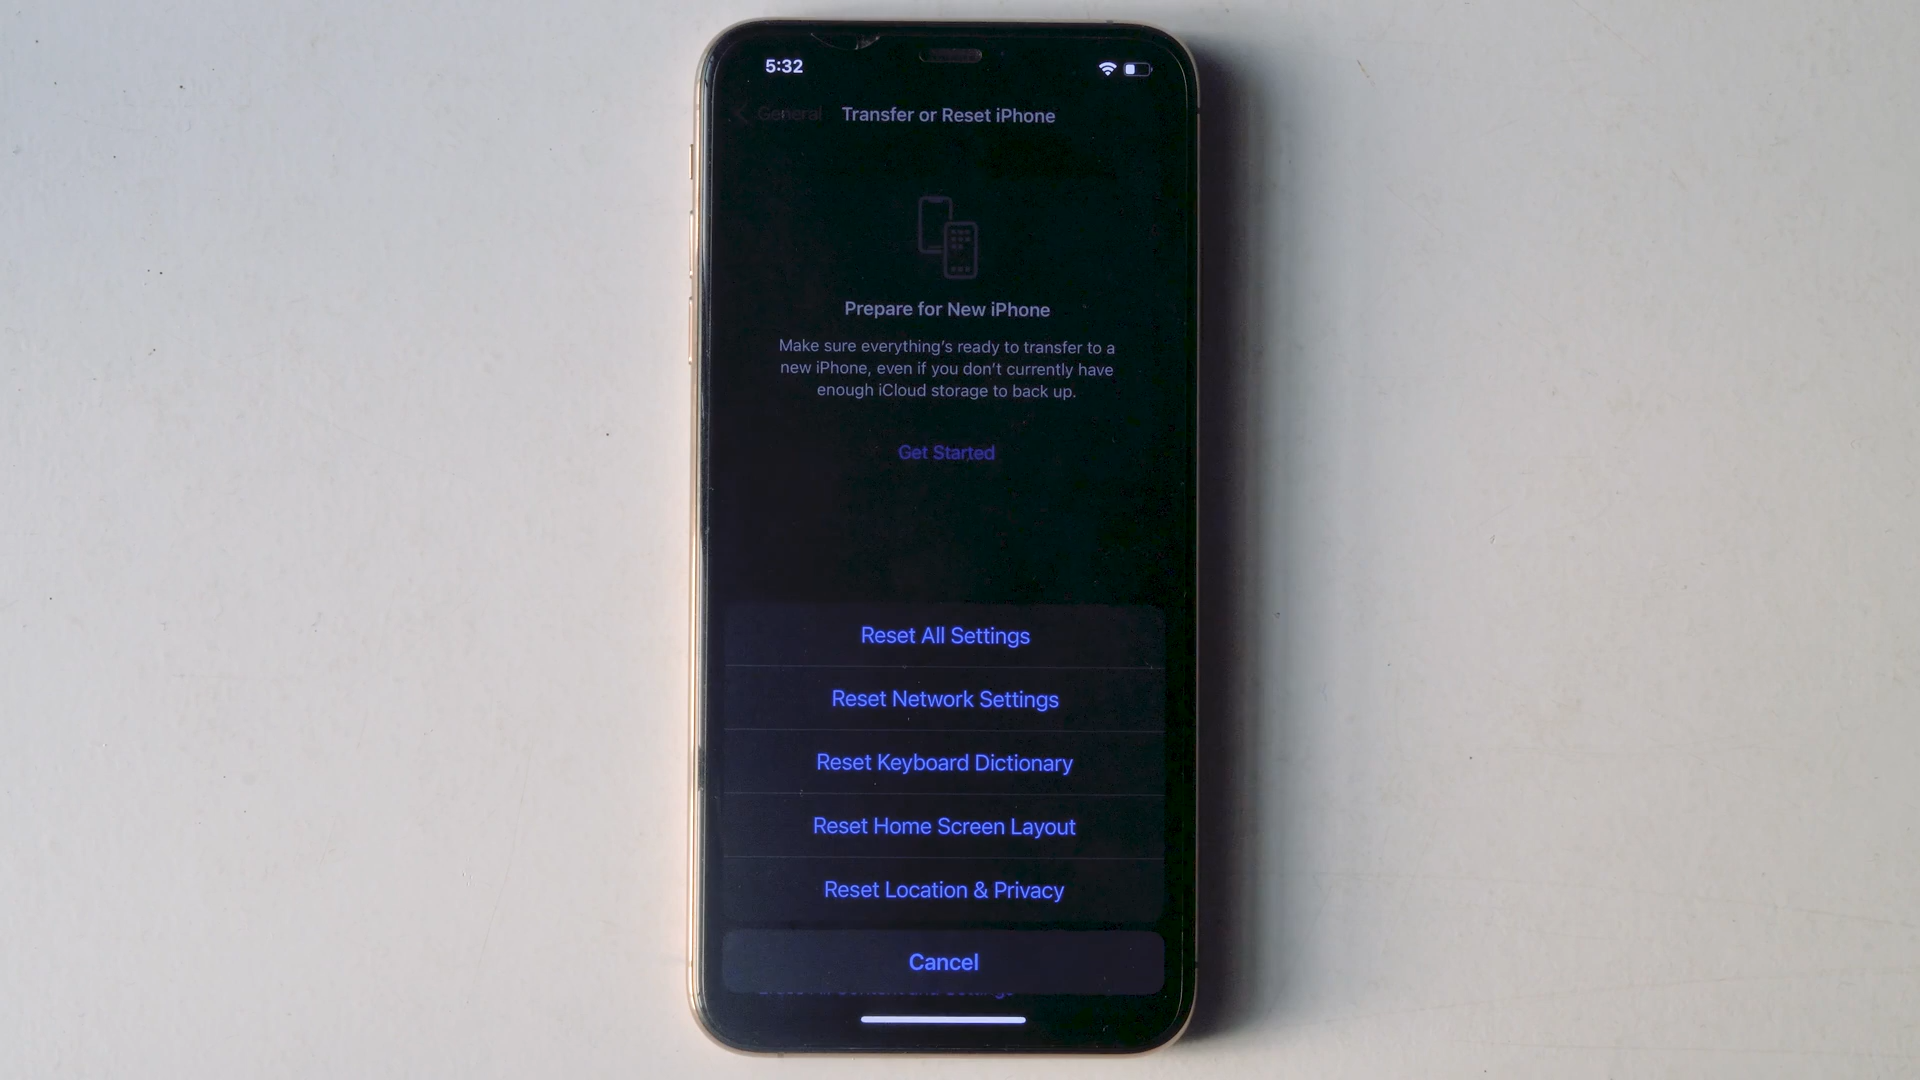 5:32
General
Transfer or Reset iPhone
Prepare for New iPhone
Make sure everything's ready to transfer to a
new iPhone, even if you don't currently have
enough iCloud storage to back up.
Get Started
Reset All Settings
Reset Network Settings
Reset Keyboard Dictionary
Reset Home Screen Layout
Reset Location & Privacy
Cancel